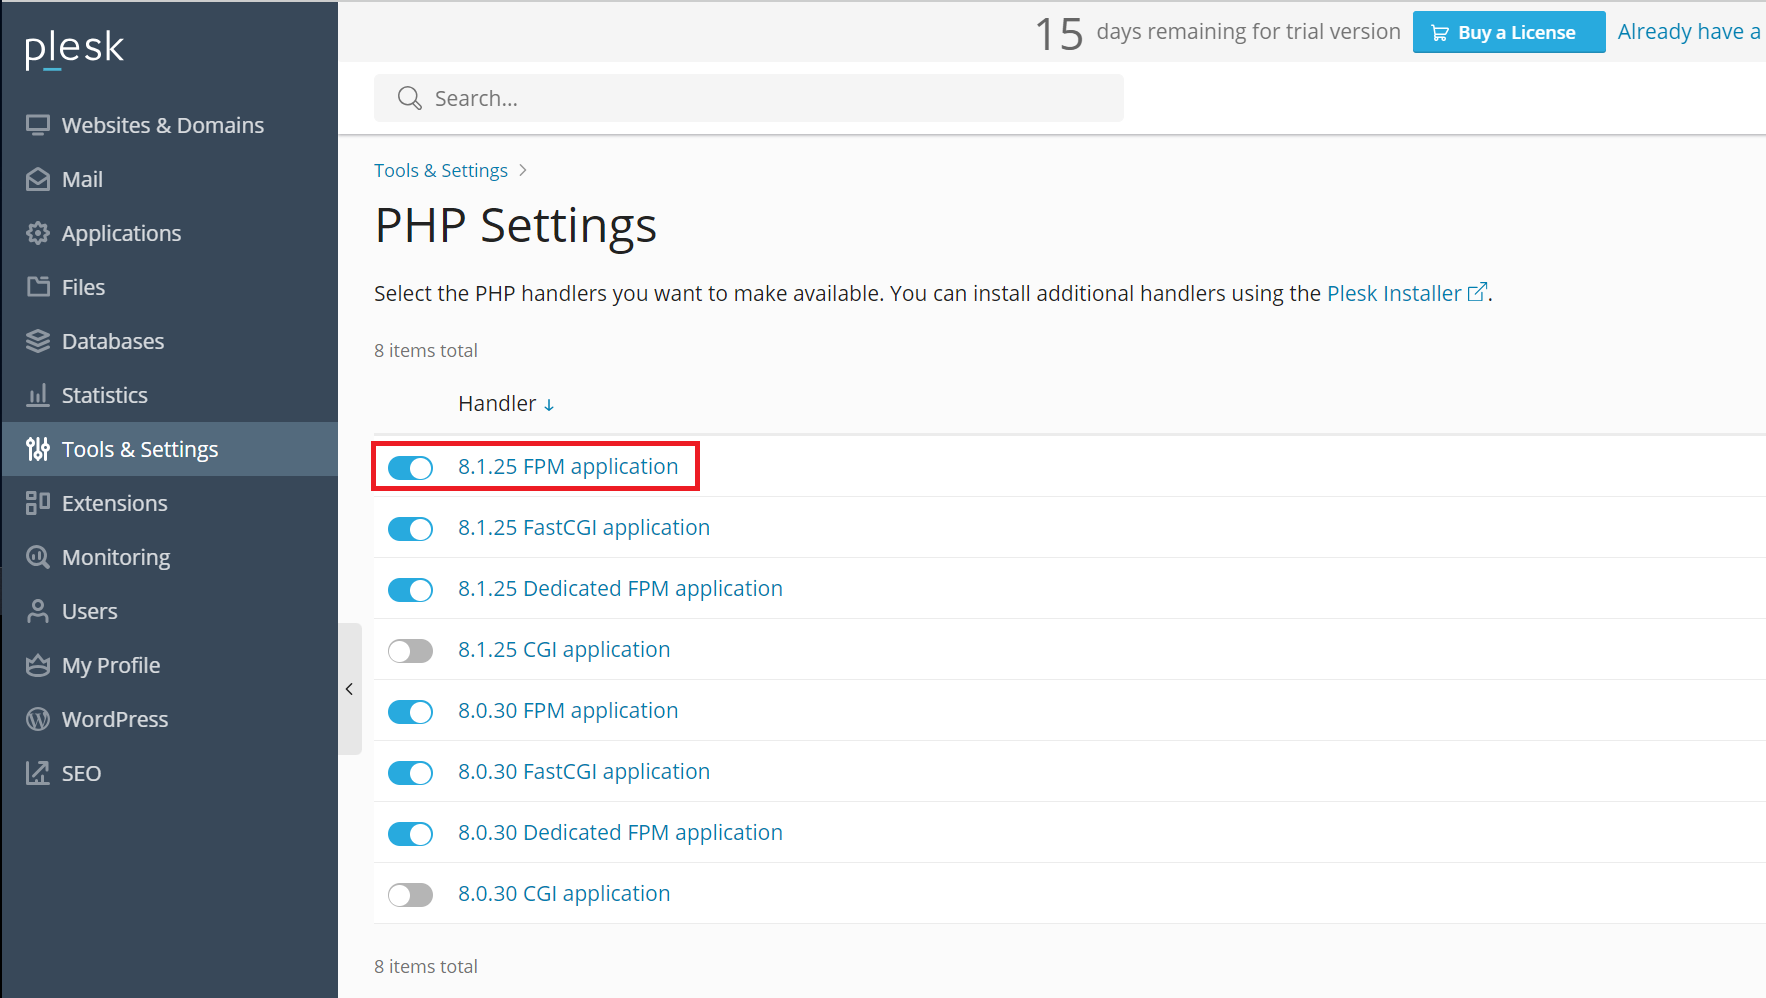 plesk
Websites & Domains
Mail
Applications
Files
Databases
Statistics
Tools & Settings
Extensions
Monitoring
Users
My Profile
WordPress
SEO
15 days remaining for trial version Buy a License Already have a
Search...
Tools & Settings
PHP Settings
Select the PHP handlers you want to make available. You can install additional handlers using the Plesk Installer.
8 items total
Handler
8.1.25 FPM application
8.1.25 FastCGI application
8.1.25 Dedicated FPM application
8.1.25 CGI application
8.0.30 FPM application
8.0.30 FastCGI application
8.0.30 Dedicated FPM application
8.0.30 CGI application
8 items total